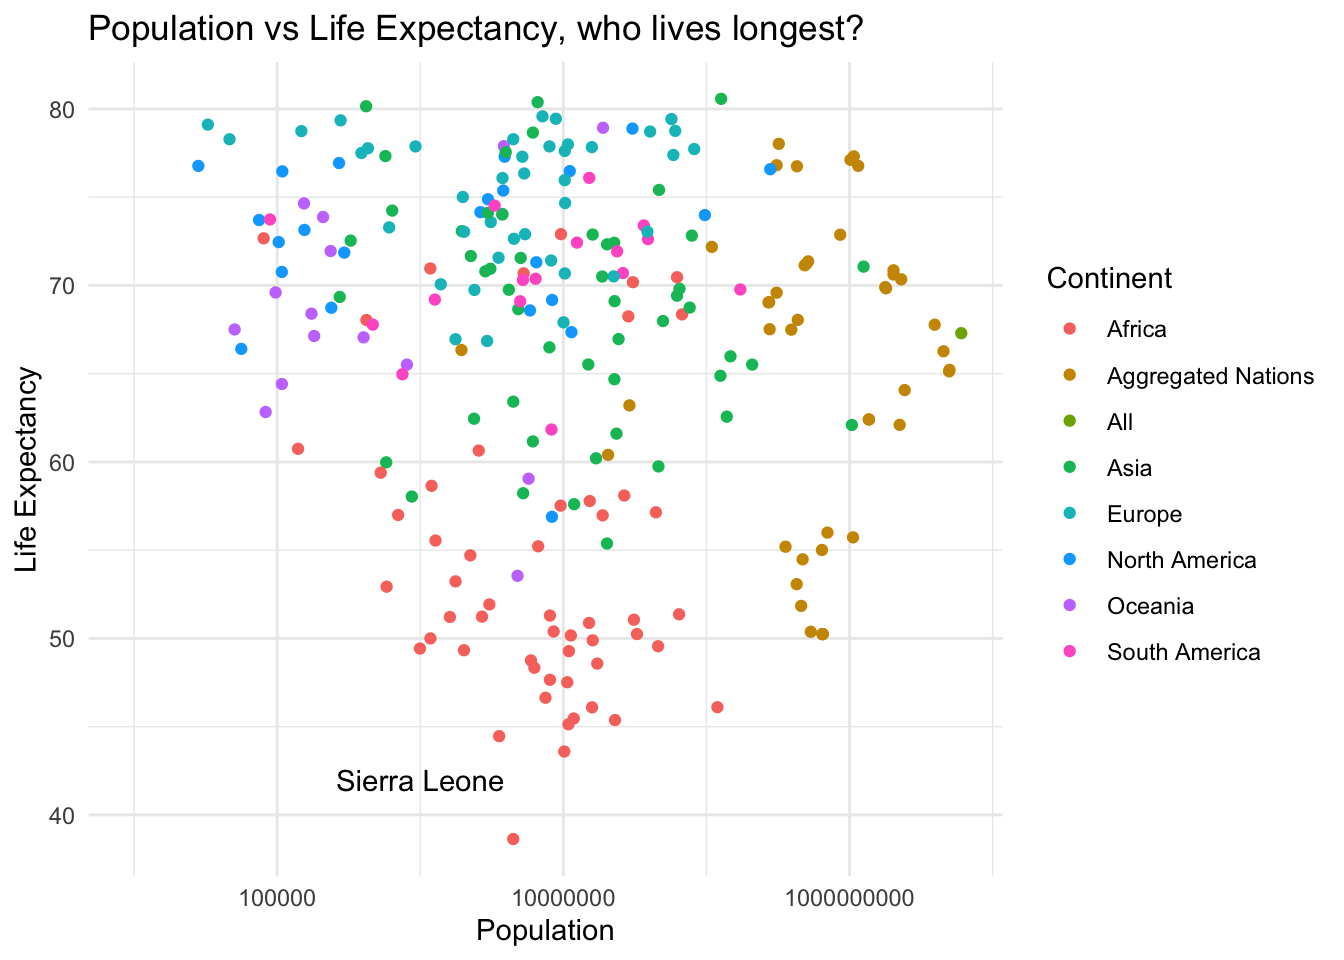 Population vs Life Expectancy, who lives longest?
80
70
60
50
40
Life Expectancy
Sierra Leone
100000
10000000
1000000000
Population
Continent
Africa
Aggregated Nations
All
Asia
Europe
North America
Oceania
South America